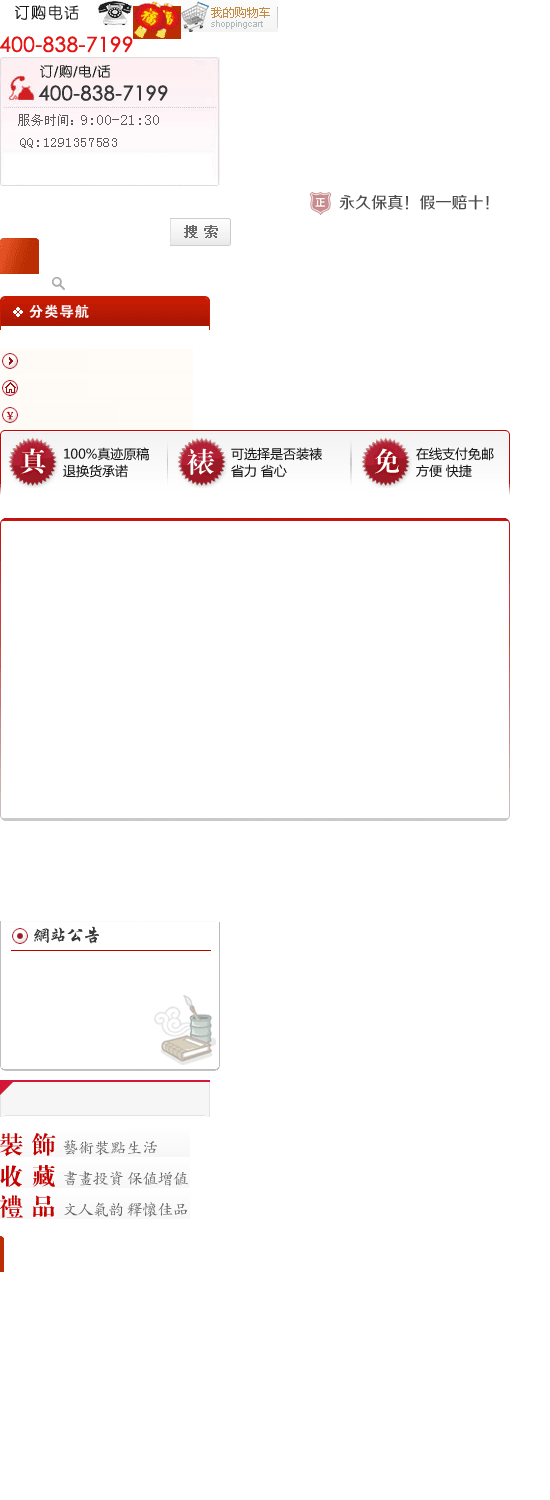 订购电话
福
我的购物车
shoppingcart
400-838-7199
订/购/电/话
400-838-7199
服务时间：9:00-21:30
QQ:1291357583
正 永久保真！假一赔十！
搜 索
分类导航
¥
真 100%真迹原稿
退换货承诺
裱 可选择是否装裱
省力 省心
免 在线支付免邮
方便 快捷
網站公告
裝 飾 藝術裝點生活
收 藏 書畫投資 保值增值
禮 品 文人氣韵 釋懷佳品